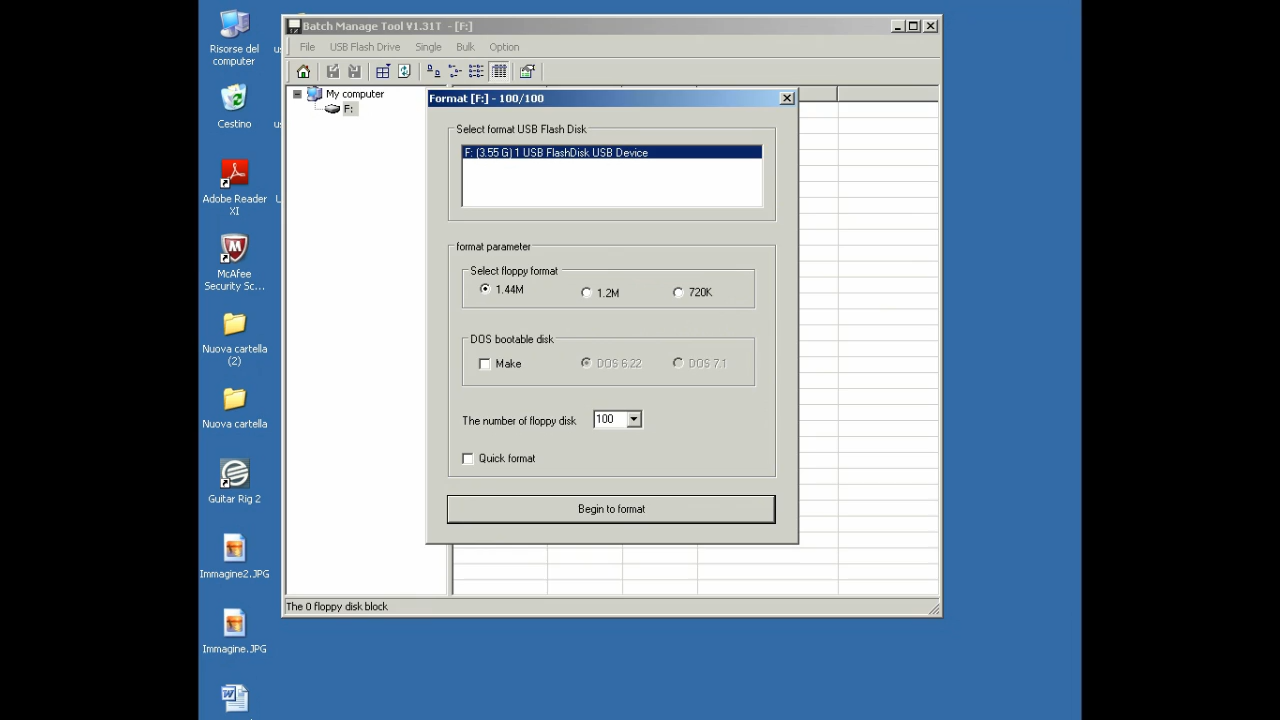 Risorse del
computer
Cestino
Adobe Reader
XI
McAfee
Security Sc...
Nuova cartella
(2)
Nuova cartella
Guitar Rig 2
Immagine2.JPG
Immagine.JPG
Batch Manage Tool V1.31T - [F:]
File USB Flash Drive Single Bulk Option
My computer
F:
Format [F:] - 100/100
Select format USB Flash Disk
F: (3.55 G) 1 USB FlashDisk USB Device
format parameter
Select floppy format
1.44M 1.2M 720K
DOS bootable disk
Make DOS 6.22 DOS 7.1
The number of floppy disk 100
Quick format
Begin to format
The 0 floppy disk block